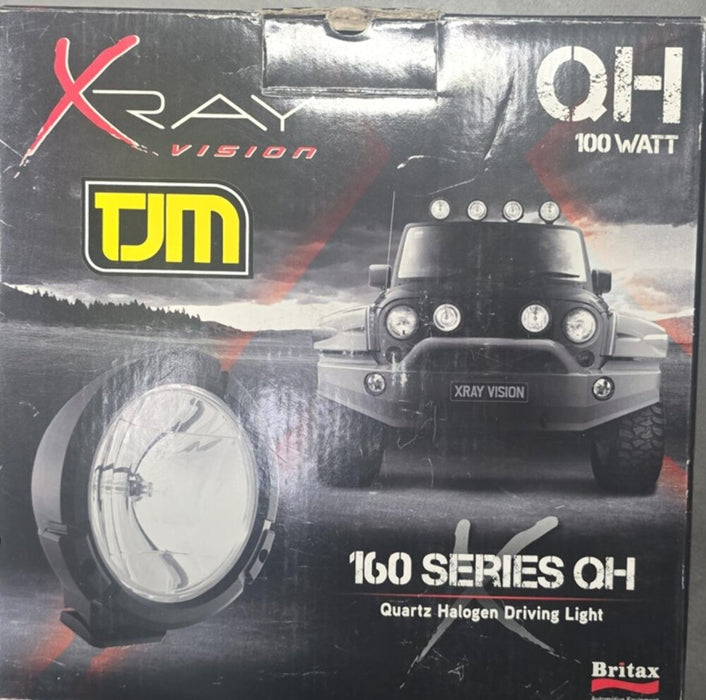 XRAY
VISION
QH
100 WATT
TJM
XRAY VISION
160 SERIES QH
Quartz Halogen Driving Light
Britax